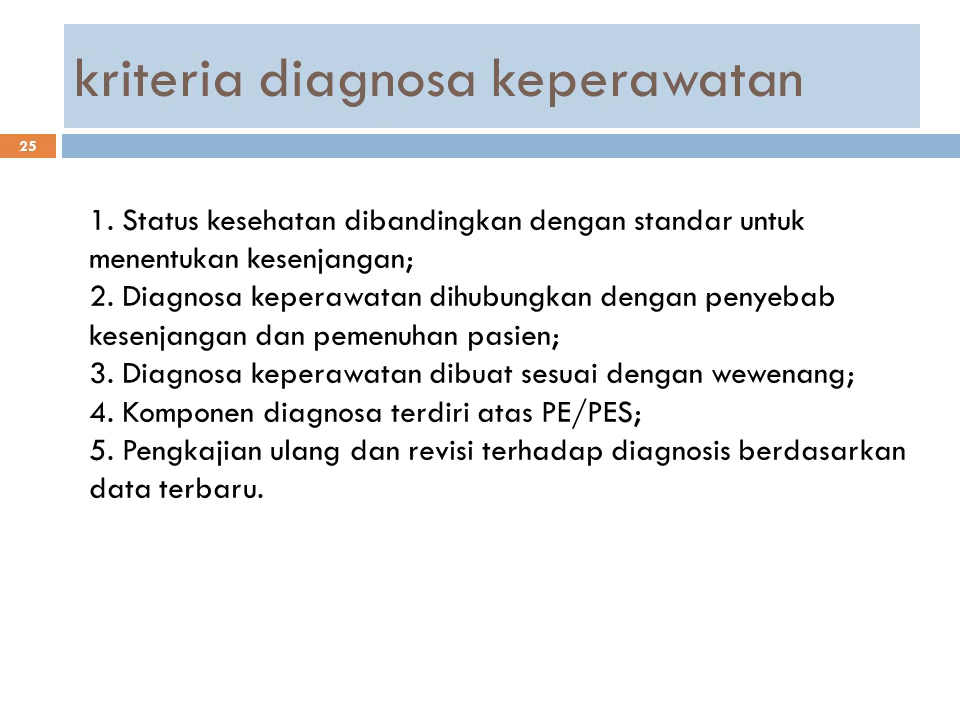 kriteria diagnosa keperawatan
25
1. Status kesehatan dibandingkan dengan standar untuk
menentukan kesenjangan;
2. Diagnosa keperawatan dihubungkan dengan penyebab
kesenjangan dan pemenuhan pasien;
3. Diagnosa keperawatan dibuat sesuai dengan wewenang;
4. Komponen diagnosa terdiri atas PE/PES;
5. Pengkajian ulang dan revisi terhadap diagnosis berdasarkan
data terbaru.